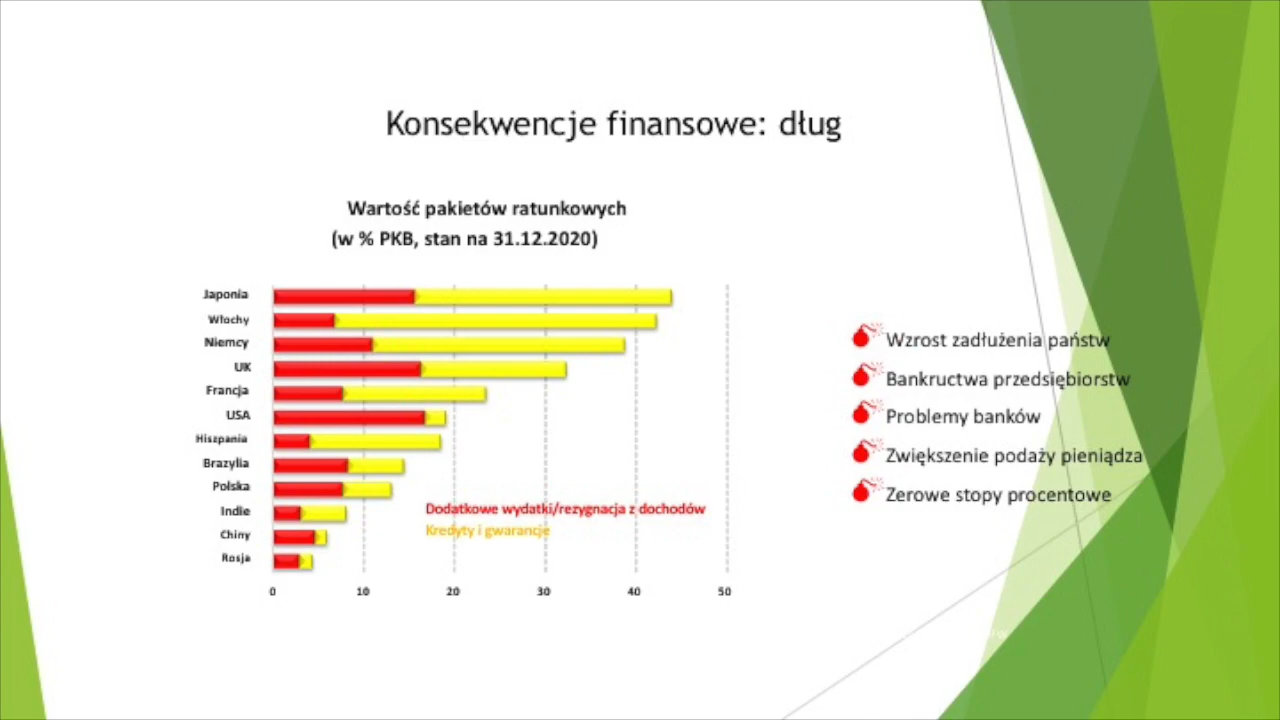 Konsekwencje finansowe: dług
Wartość pakietów ratunkowych
(w % PKB, stan na 31.12.2020)
Japonia
Włochy
Niemcy
UK
Francja
USA
Hiszpania
Brazylia
Polska
Indie
Chiny
Rosja
0 10 20 30 40 50
Dodatkowe wydatki/rezygnacja z dochodów
Kredyty i gwarancje
Wzrost zadłużenia państw
Bankructwa przedsiębiorstw
Problemy banków
Zwiększenie podaży pieniądza
Zerowe stopy procentowe